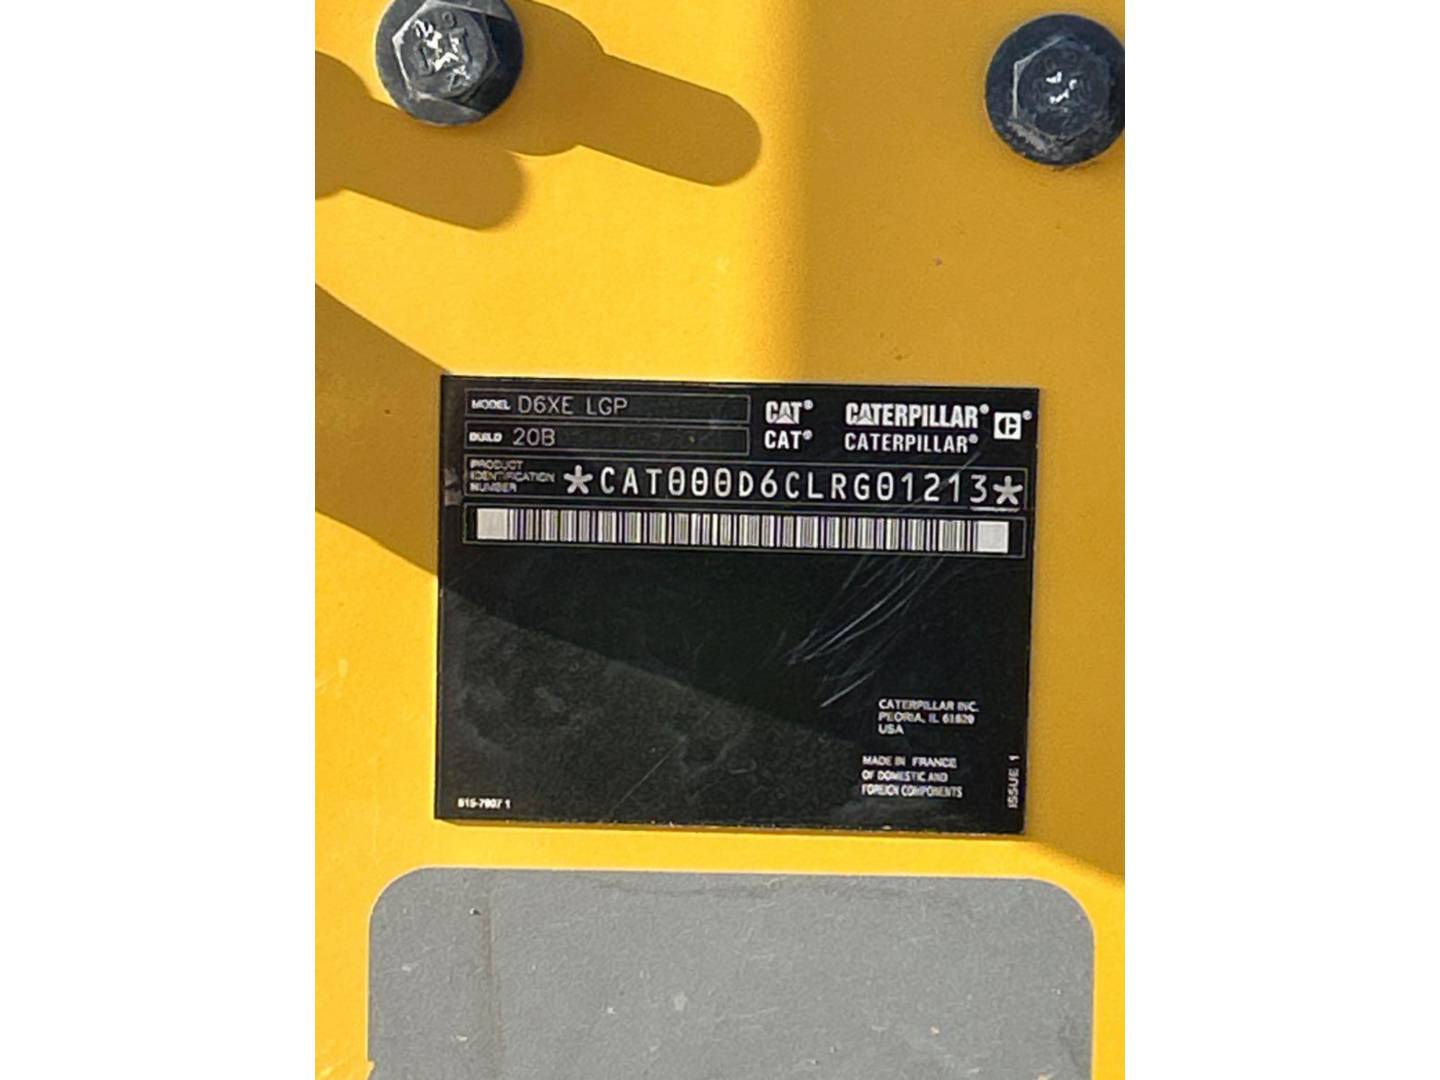 MODEL D6XE LGP
BUILD 20B
CAT® CATERPILLAR®
CAT® CATERPILLAR®
PRODUCT
IDENTIFICATION
NUMBER
*CAT000D6CLRG01213*
CATERPILLAR INC.
PEORIA, IL 61629
USA
MADE IN FRANCE
OF DOMESTIC AND
FOREIGN COMPONENTS
ISSUE 1